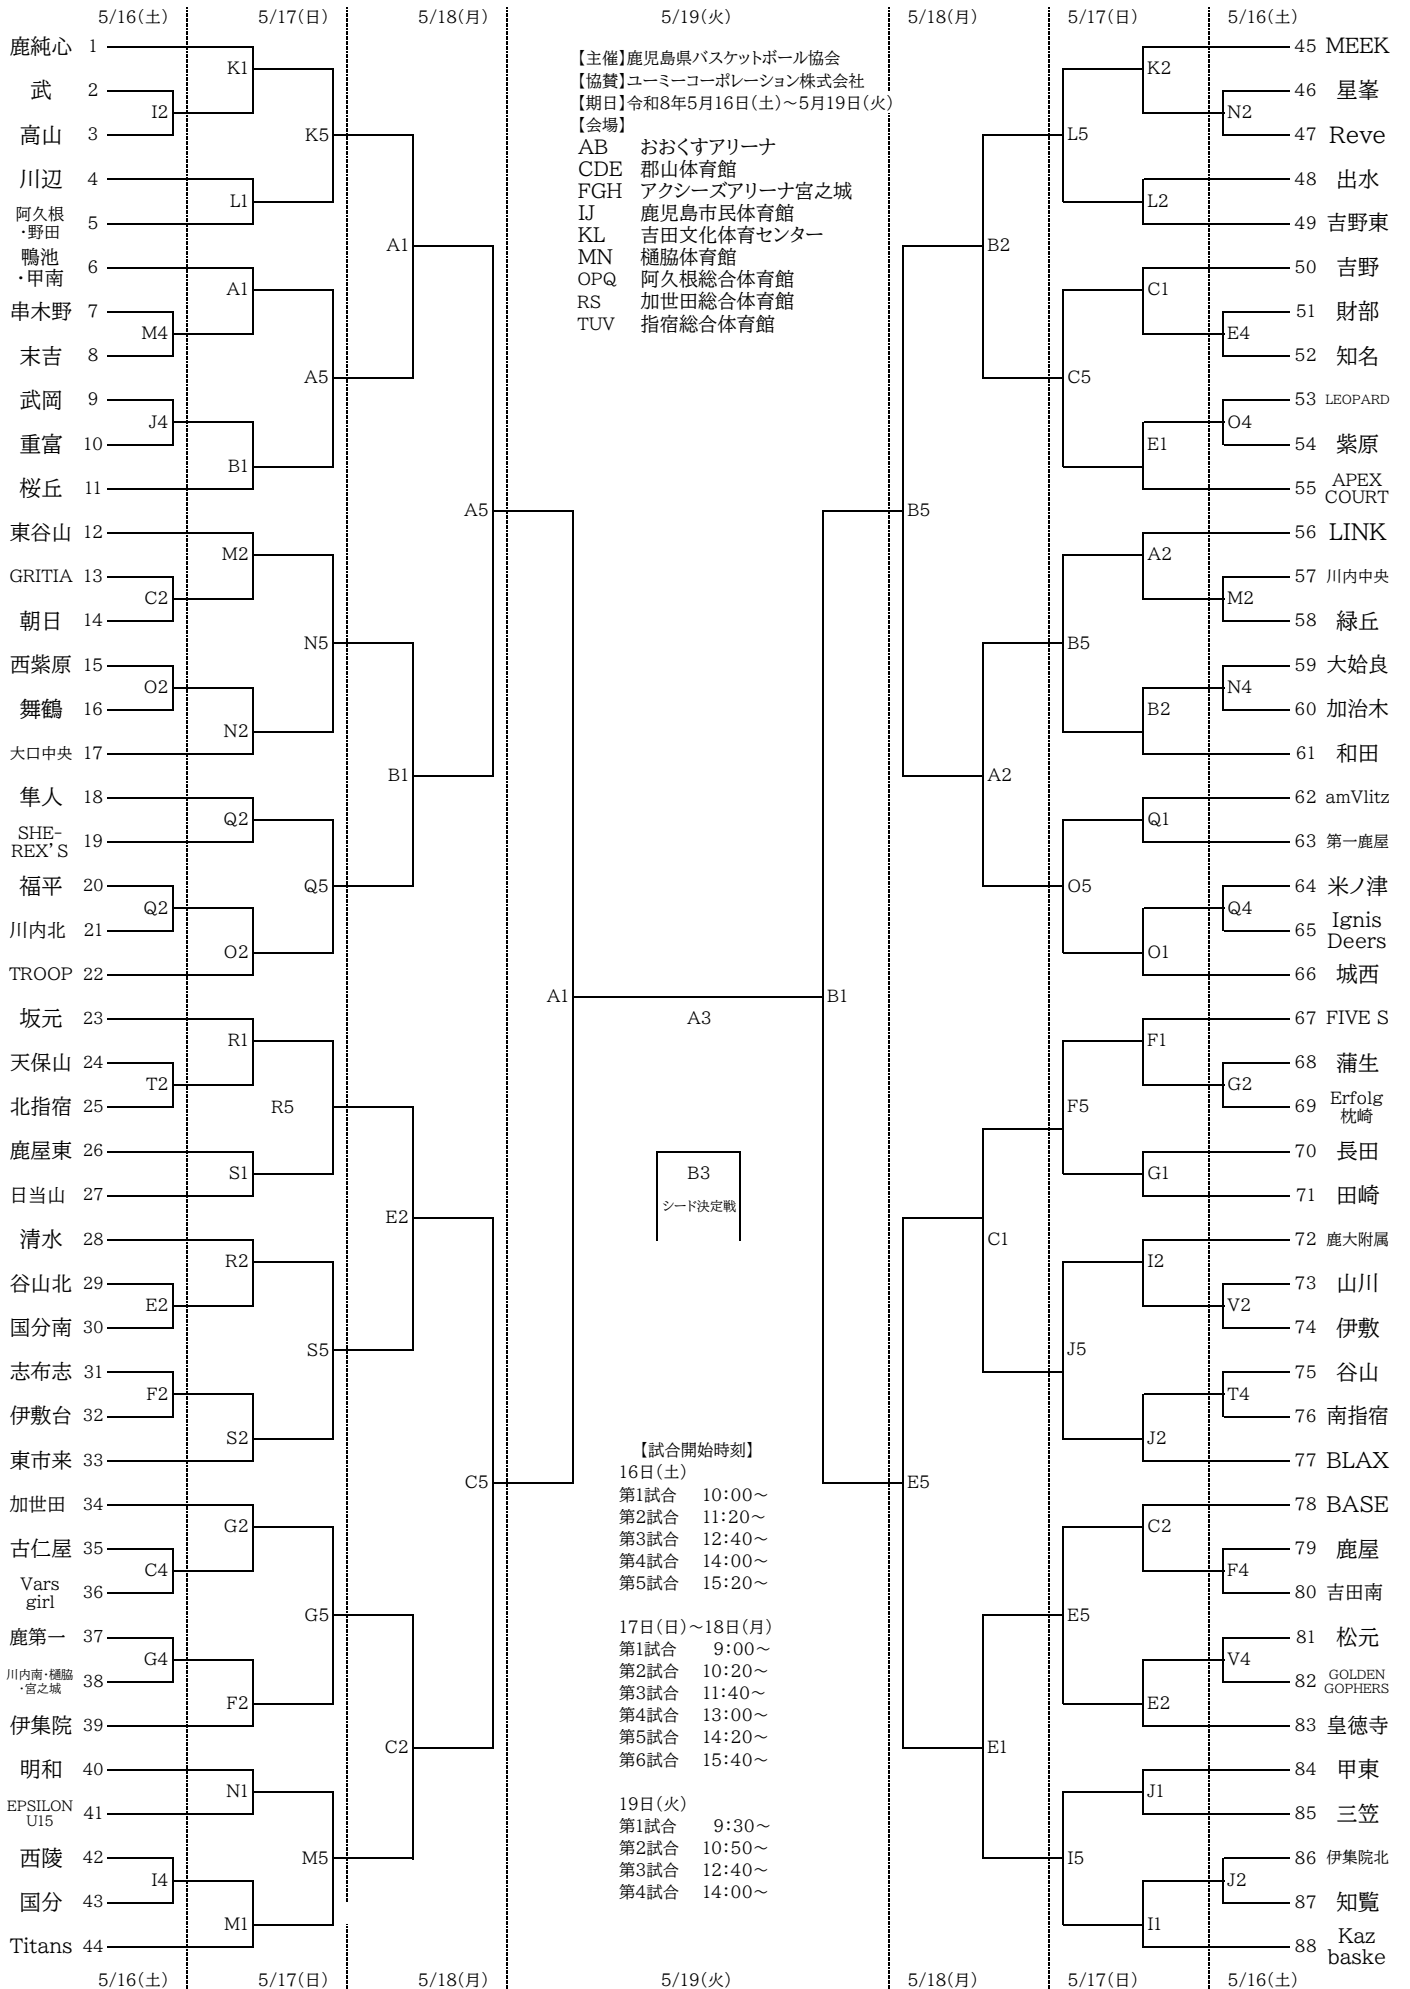 5/16(土)
5/17(日)
5/18(月)
5/19(火)
5/18(月)
5/17(日)
5/16(土)
鹿純心 1
武 2
高山 3
川辺 4
阿久根
・野田 5
鴨池
・甲南 6
串木野 7
末吉 8
武岡 9
重富 10
桜丘 11
東谷山 12
GRITIA 13
朝日 14
西紫原 15
舞鶴 16
大口中央 17
隼人 18
SHE-
REX'S 19
福平 20
川内北 21
TROOP 22
坂元 23
天保山 24
北指宿 25
鹿屋東 26
日当山 27
清水 28
谷山北 29
国分南 30
志布志 31
伊敷台 32
東市来 33
加世田 34
古仁屋 35
Vars
girl 36
鹿第一 37
川内南・樋脇
・宮之城 38
伊集院 39
明和 40
EPSILON
U15 41
西陵 42
国分 43
Titans 44
I2
M4
J4
C2
O2
Q2
T2
E2
F2
C4
G4
I4
K1
L1
A1
B1
M2
N2
Q2
O2
R1
S1
R2
S2
G2
F2
N1
M1
K5
A5
N5
Q5
R5
S5
G5
M5
A1
B1
E2
C2
A5
C5
A1
【主催】鹿児島県バスケットボール協会
【協賛】ユーミーコーポレーション株式会社
【期日】令和8年5月16日(土)～5月19日(火)
【会場】
AB おおくすアリーナ
CDE 郡山体育館
FGH アクシーズアリーナ宮之城
IJ 鹿児島市民体育館
KL 吉田文化体育センター
MN 樋脇体育館
OPQ 阿久根総合体育館
RS 加世田総合体育館
TUV 指宿総合体育館
A3
B3
シード決定戦
【試合開始時刻】
16日(土)
第1試合 10:00～
第2試合 11:20～
第3試合 12:40～
第4試合 14:00～
第5試合 15:20～
17日(日)～18日(月)
第1試合 9:00～
第2試合 10:20～
第3試合 11:40～
第4試合 13:00～
第5試合 14:20～
第6試合 15:40～
19日(火)
第1試合 9:30～
第2試合 10:50～
第3試合 12:40～
第4試合 14:00～
B1
B5
E5
B2
A2
C1
E1
L5
C5
B5
O5
F5
J5
E5
I5
K2
L2
C1
E1
A2
B2
Q1
O1
F1
G1
I2
J2
C2
E2
J1
I1
N2
E4
O4
M2
N4
Q4
G2
V2
T4
F4
V4
J2
45 MEEK
46 星峯
47 Reve
48 出水
49 吉野東
50 吉野
51 財部
52 知名
53 LEOPARD
54 紫原
55 APEX
COURT
56 LINK
57 川内中央
58 緑丘
59 大姶良
60 加治木
61 和田
62 amVlitz
63 第一鹿屋
64 米ノ津
65 Ignis
Deers
66 城西
67 FIVE S
68 蒲生
69 Erfolg
枕崎
70 長田
71 田崎
72 鹿大附属
73 山川
74 伊敷
75 谷山
76 南指宿
77 BLAX
78 BASE
79 鹿屋
80 吉田南
81 松元
82 GOLDEN
GOPHERS
83 皇徳寺
84 甲東
85 三笠
86 伊集院北
87 知覧
88 Kaz
baske
5/16(土)
5/17(日)
5/18(月)
5/19(火)
5/18(月)
5/17(日)
5/16(土)